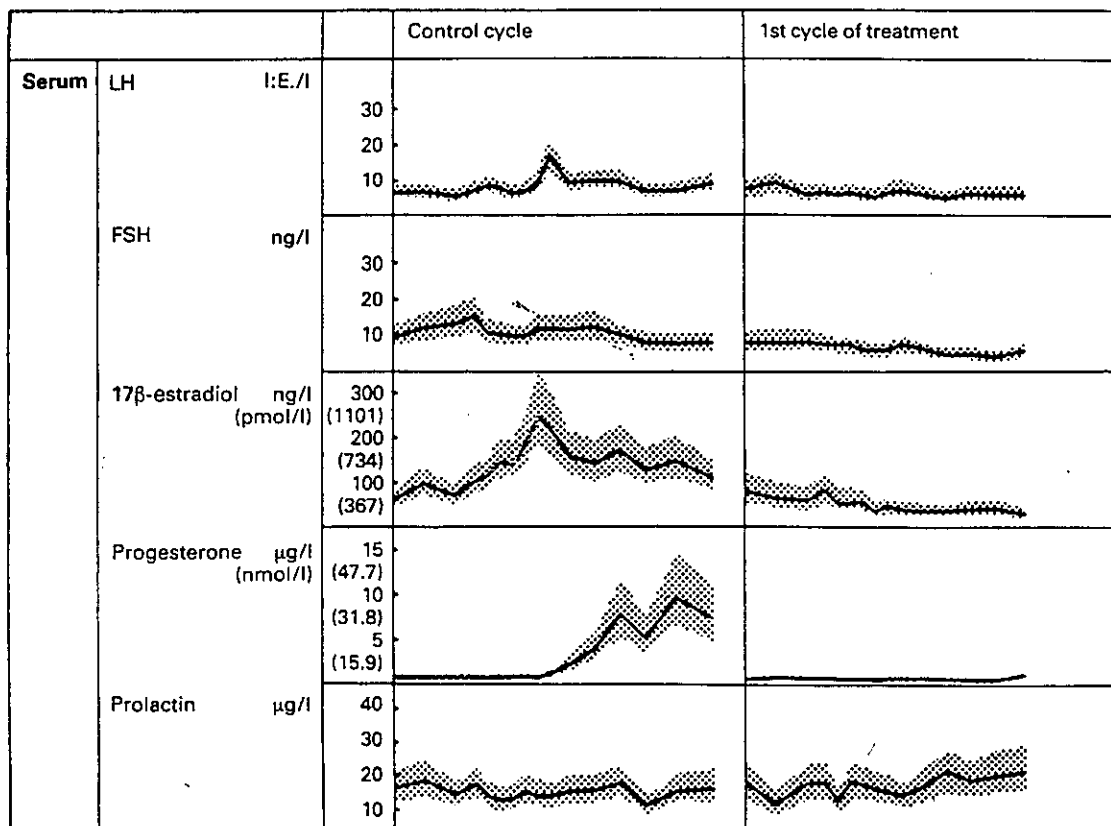 Control cycle 1st cycle of treatment
Serum LH I:E./l
30
20
10
FSH ng/l
30
20
10
17β-estradiol ng/l 300
(pmol/l) (1101)
200
(734)
100
(367)
Progesterone µg/l 15
(nmol/l) (47.7)
10
(31.8)
5
(15.9)
Prolactin µg/l 40
30
20
10